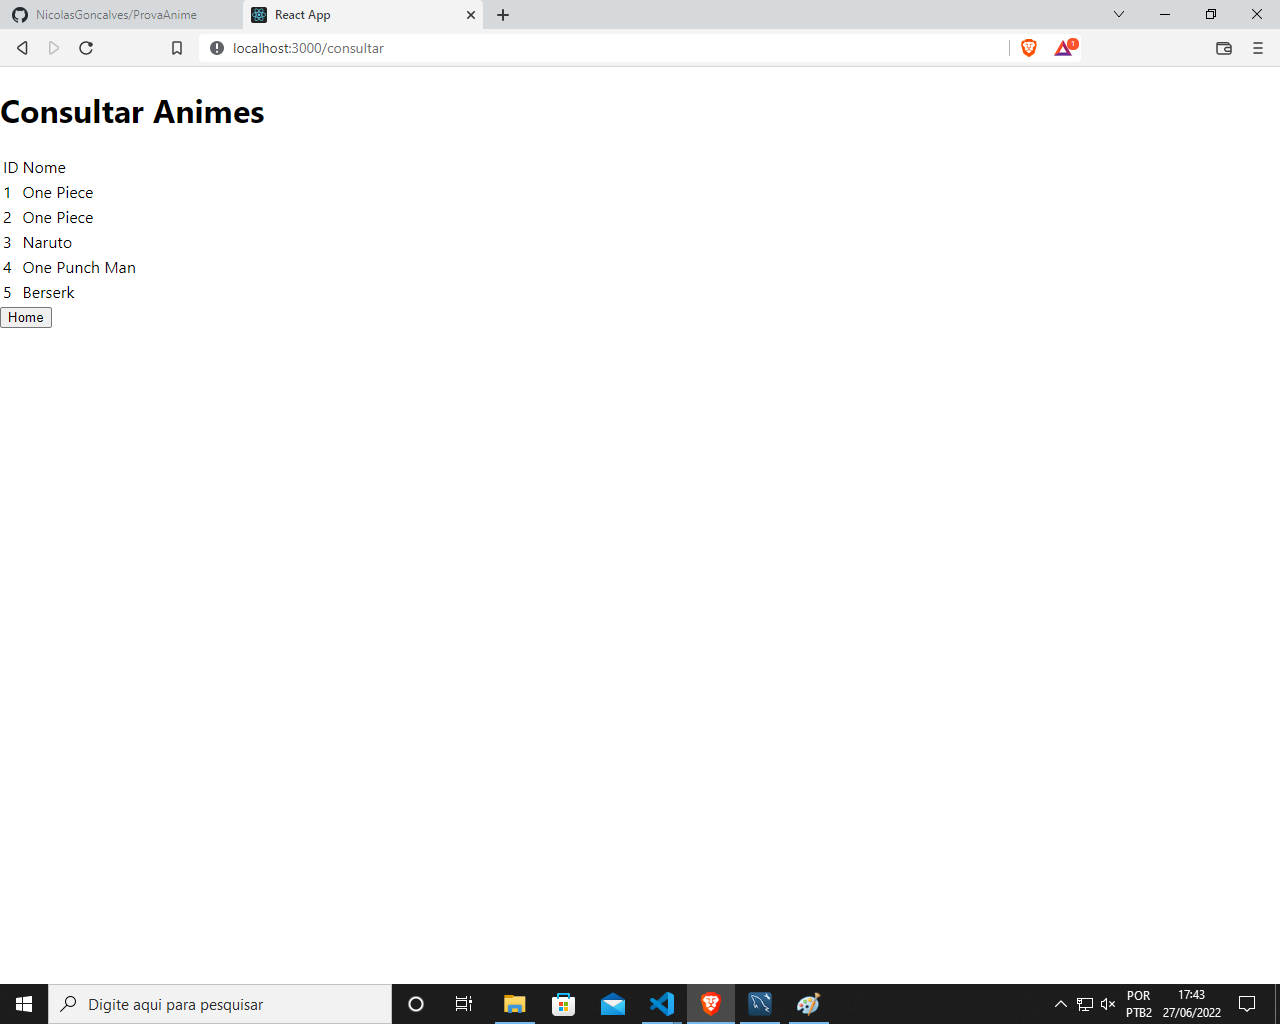 NicolasGoncalves/ProvaAnime
React App
localhost:3000/consultar
1
Consultar Animes
ID Nome
1 One Piece
2 One Piece
3 Naruto
4 One Punch Man
5 Berserk
Home
Digite aqui para pesquisar
POR
PTB2
17:43
27/06/2022